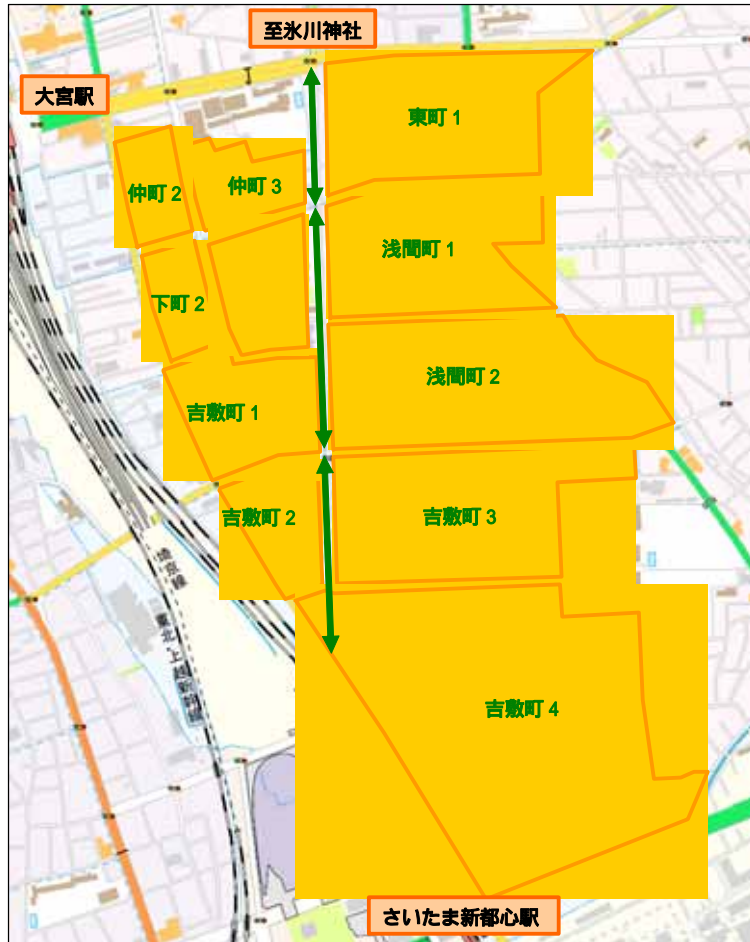 至氷川神社
大宮駅
東町1
仲町2
仲町3
浅間町1
下町2
浅間町2
吉敷町1
吉敷町2
吉敷町3
吉敷町4
さいたま新都心駅